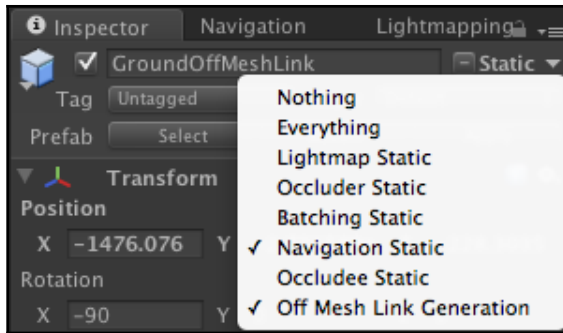 Inspector Navigation Lightmapping
GroundOffMeshLink Static
Tag Untagged
Nothing
Everything
Prefab Select
Lightmap Static
Transform
Occluder Static
Position
Batching Static
X -1476.076 Y
Navigation Static
Rotation
Occludee Static
X -90 Y
Off Mesh Link Generation